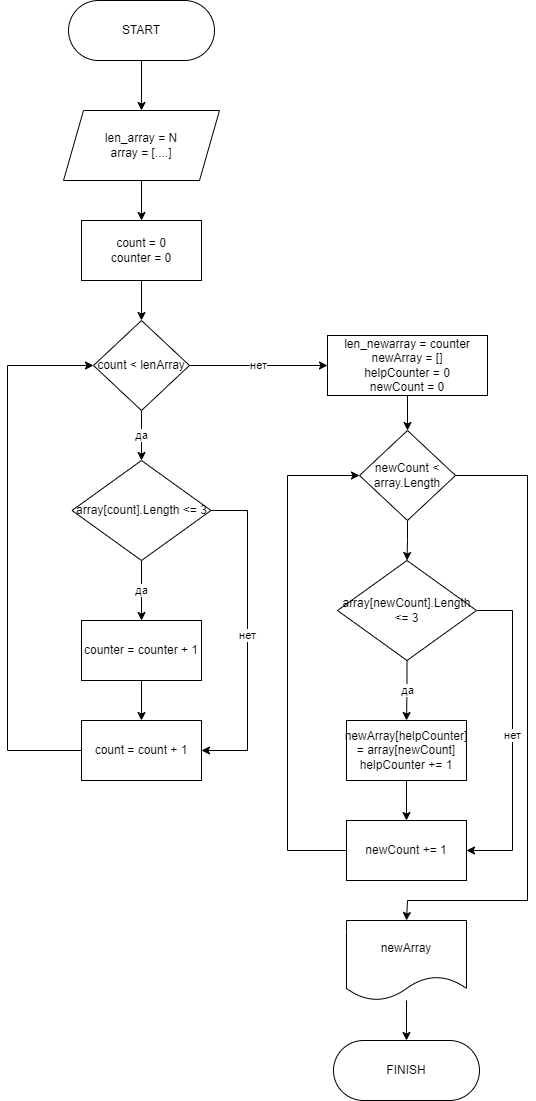 START
len_array = N
array = [....]
count = 0
counter = 0
count < lenArray
нет
да
array[count].Length <= 3
да
нет
counter = counter + 1
count = count + 1
len_newarray = counter
newArray = []
helpCounter = 0
newCount = 0
newCount <
array.Length
array[newCount].Length
<= 3
да
нет
newArray[helpCounter]
= array[newCount]
helpCounter += 1
newCount += 1
newArray
FINISH